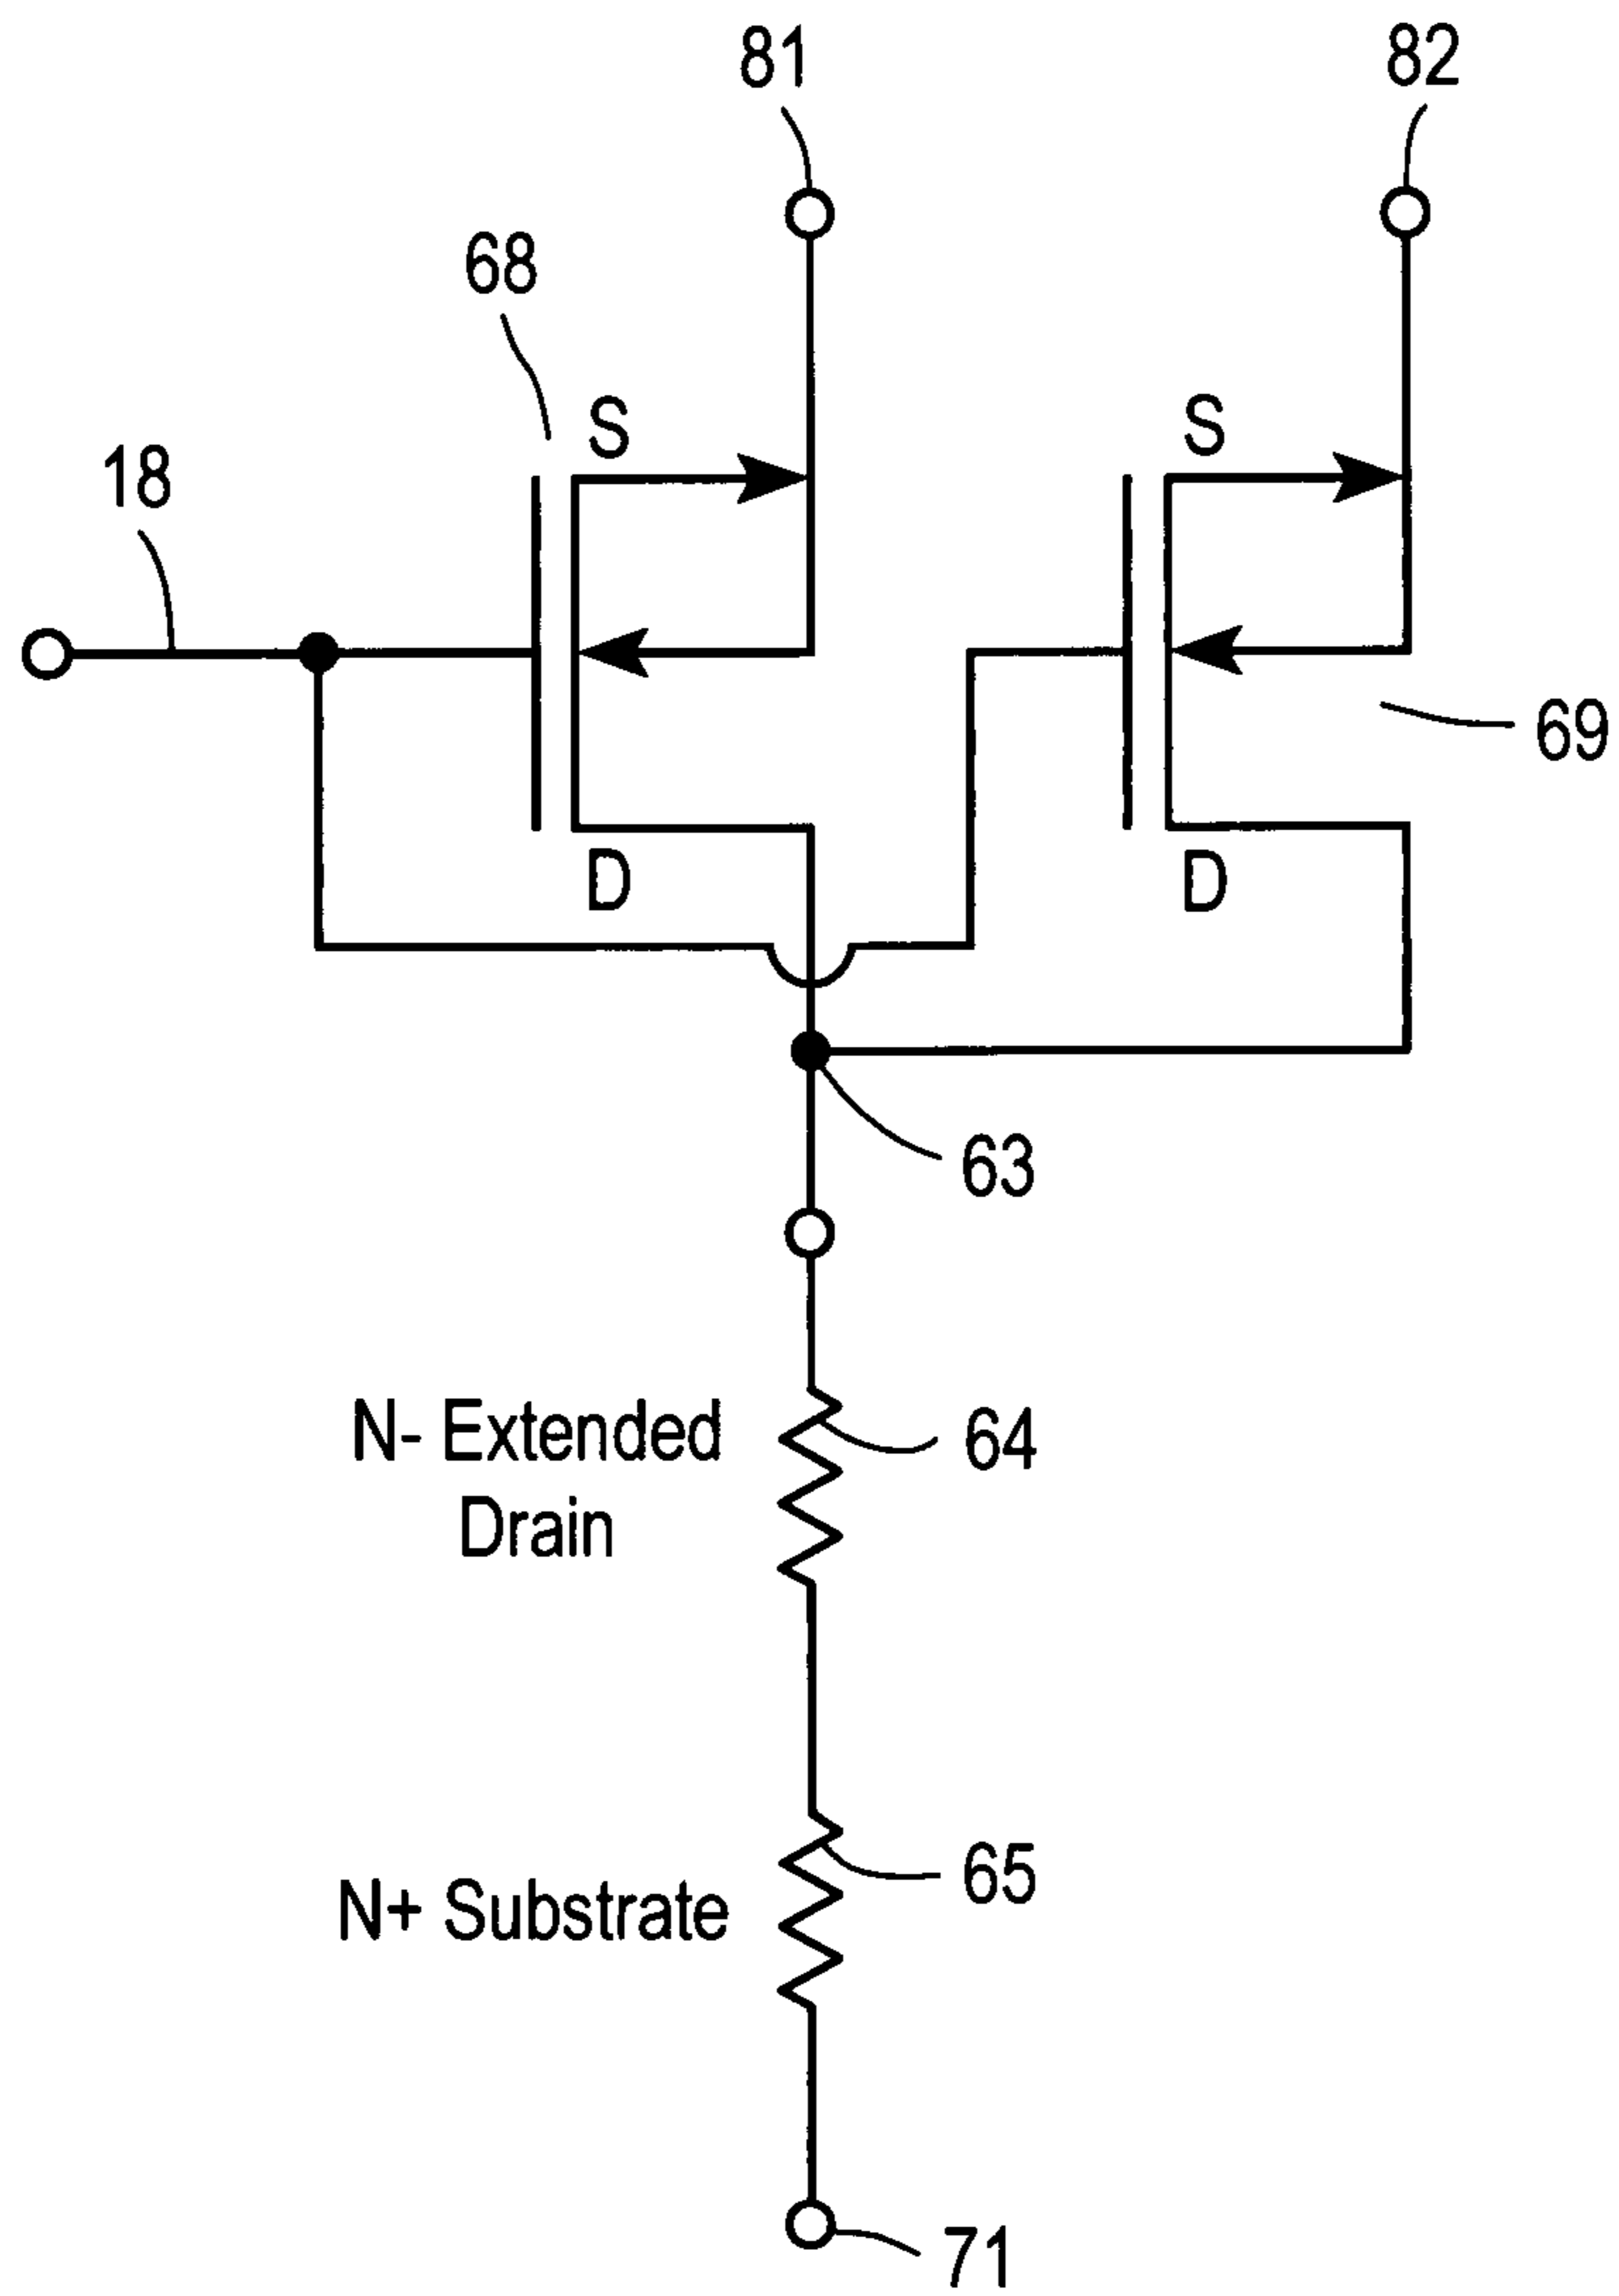 81
82
68
S
S
18
69
D
D
63
N- Extended
Drain
64
N+ Substrate
65
71